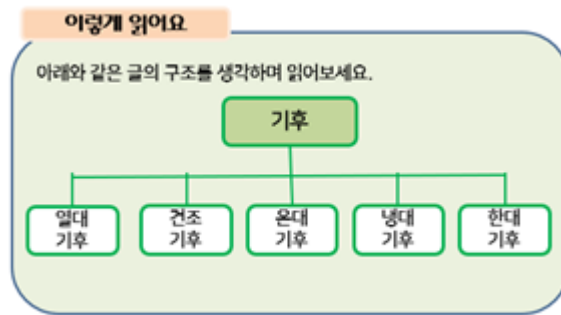 이렇게 읽어요
아래와 같은 글의 구조를 생각하며 읽어보세요.
기후
열대
기후
건조
기후
온대
기후
냉대
기후
한대
기후